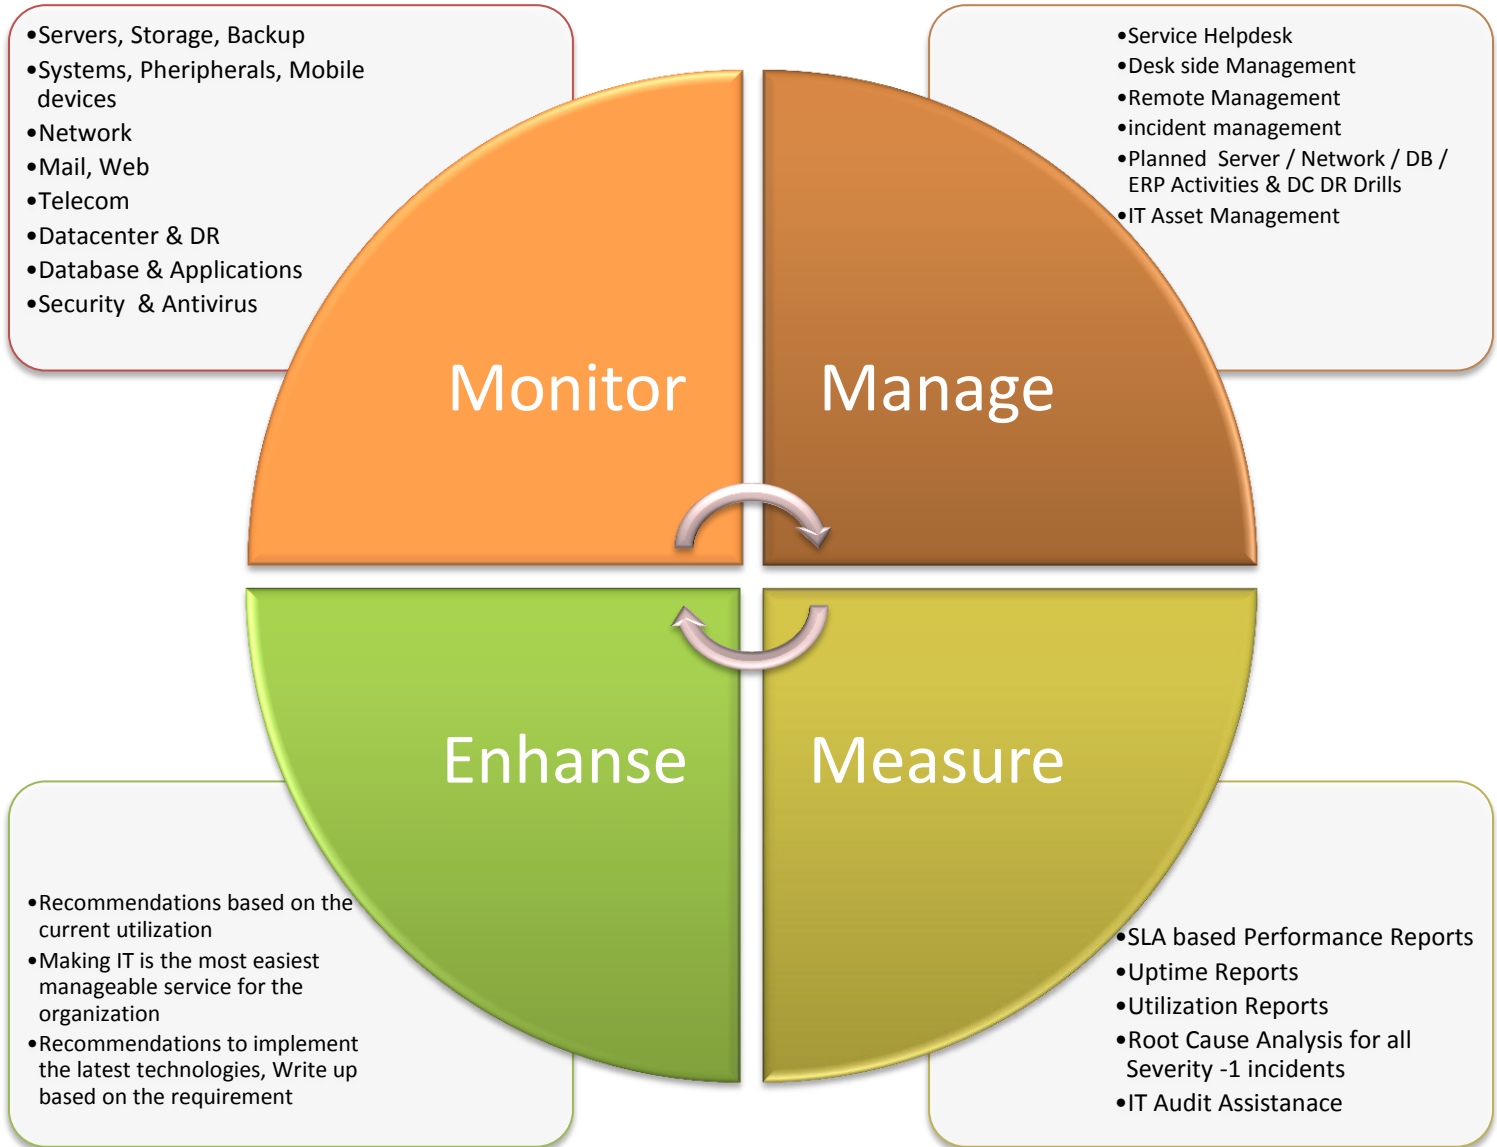 •Servers, Storage, Backup
•Systems, Pheripherals, Mobile
devices
•Network
•Mail, Web
•Telecom
•Datacenter & DR
•Database & Applications
•Security & Antivirus
•Service Helpdesk
•Desk side Management
•Remote Management
•incident management
•Planned Server / Network / DB /
ERP Activities & DC DR Drills
•IT Asset Management
Monitor
Manage
Enhanse
Measure
•Recommendations based on the
current utilization
•Making IT is the most easiest
manageable service for the
organization
•Recommendations to implement
the latest technologies, Write up
based on the requirement
•SLA based Performance Reports
•Uptime Reports
•Utilization Reports
•Root Cause Analysis for all
Severity -1 incidents
•IT Audit Assistanace